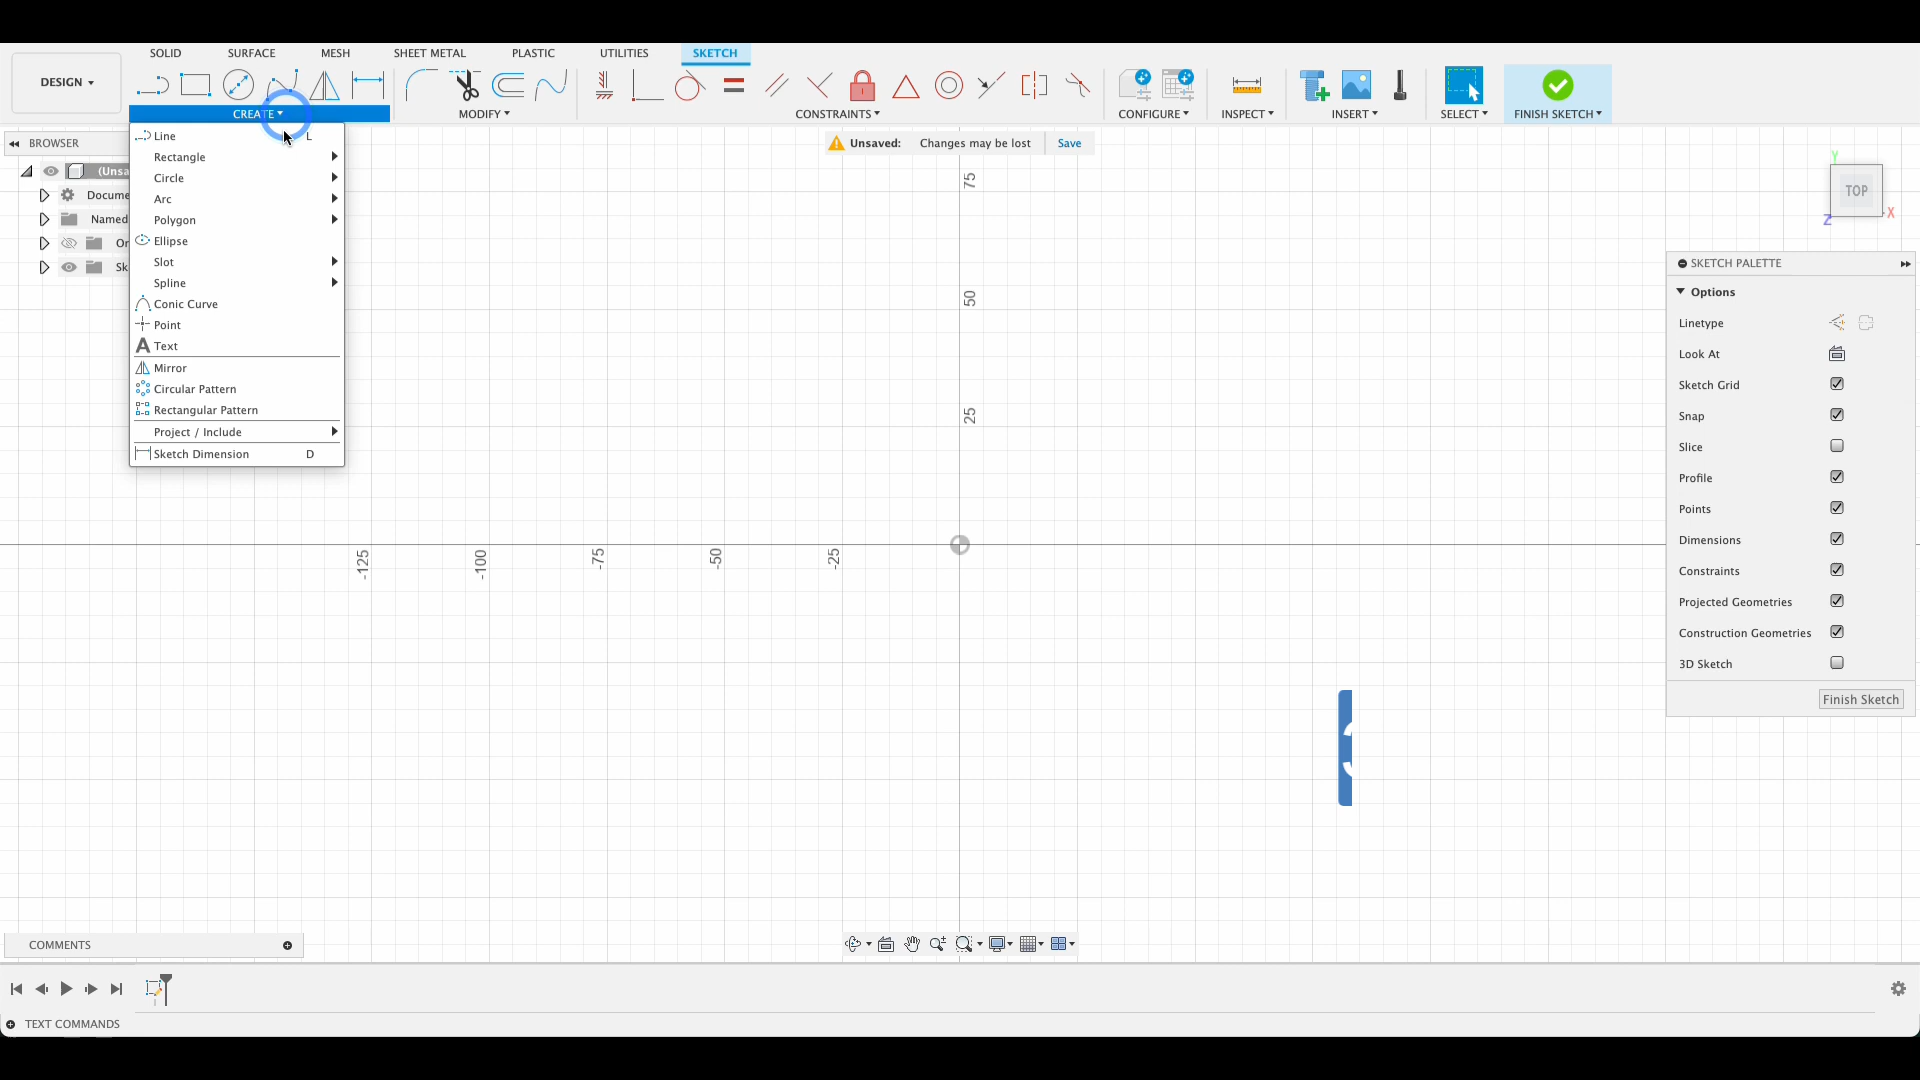 SOLID SURFACE MESH SHEET METAL PLASTIC UTILITIES SKETCH
DESIGN
CREATE MODIFY CONSTRAINTS CONFIGURE INSPECT INSERT SELECT FINISH SKETCH
BROWSER
Unsaved: Changes may be lost Save
(Unsa
Docume
Named
Or
Sk
Line L
Rectangle
Circle
Arc
Polygon
Ellipse
Slot
Spline
Conic Curve
Point
Text
Mirror
Circular Pattern
Rectangular Pattern
Project / Include
Sketch Dimension D
75
50
25
-125
-100
-75
-50
-25
Y
TOP
X
Z
SKETCH PALETTE
Options
Linetype
Look At
Sketch Grid
Snap
Slice
Profile
Points
Dimensions
Constraints
Projected Geometries
Construction Geometries
3D Sketch
Finish Sketch
COMMENTS
TEXT COMMANDS